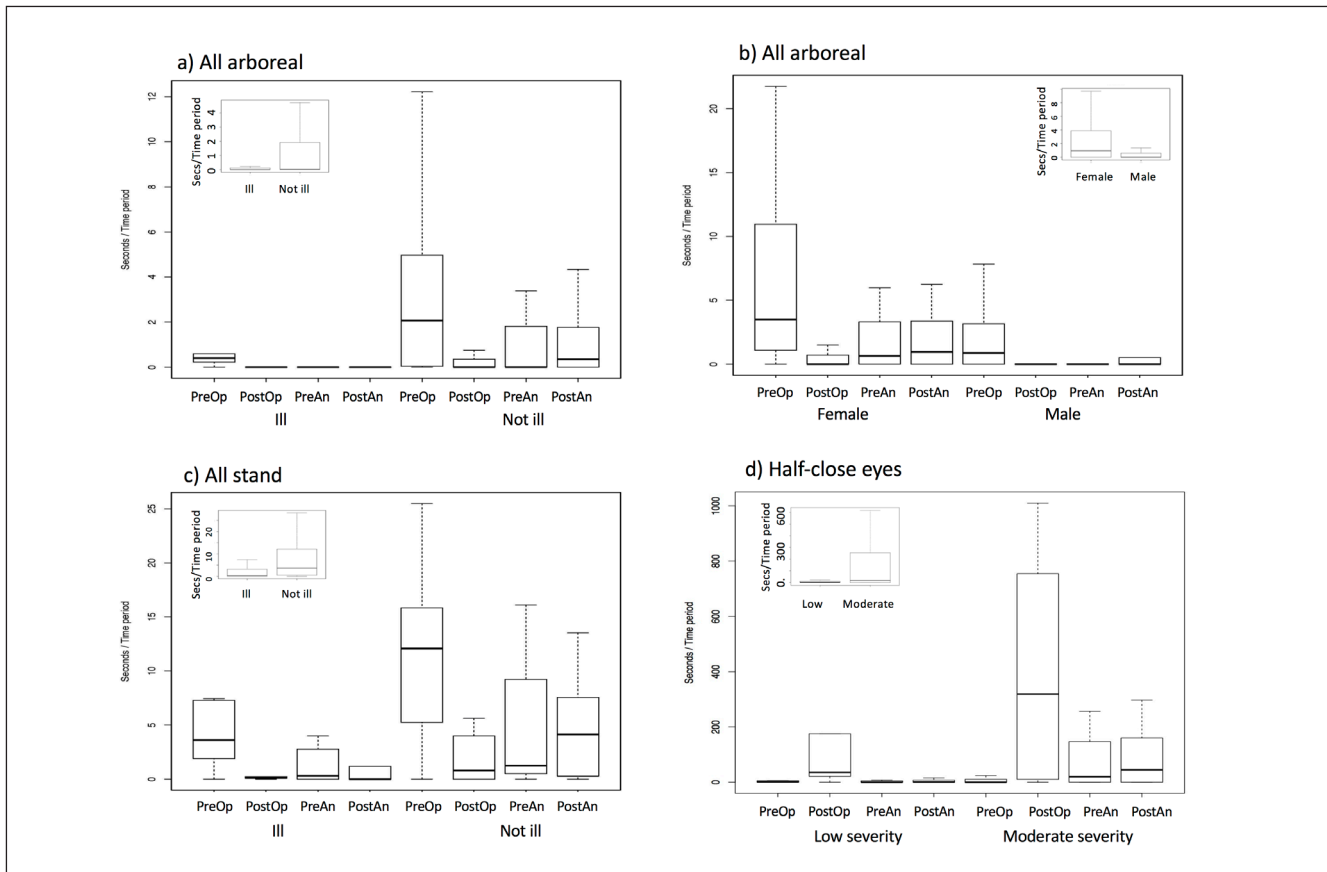 a) All arboreal
Seconds / Time period
12
10
8
6
4
2
0
Secs/Time period
4
3
2
1
0
Ill Not ill
PreOp PostOp PreAn PostAn PreOp PostOp PreAn PostAn
Ill Not ill
b) All arboreal
Seconds / Time period
20
15
10
5
0
Secs/Time period
8
6
4
2
0
Female Male
PreOp PostOp PreAn PostAn PreOp PostOp PreAn PostAn
Female Male
c) All stand
Seconds / Time period
25
20
15
10
5
0
Secs/Time period
20
10
0
Ill Not ill
PreOp PostOp PreAn PostAn PreOp PostOp PreAn PostAn
Ill Not ill
d) Half-close eyes
Seconds / Time period
1000
800
600
400
200
0
Secs/Time period
600
300
0.
Low Moderate
PreOp PostOp PreAn PostAn PreOp PostOp PreAn PostAn
Low severity Moderate severity